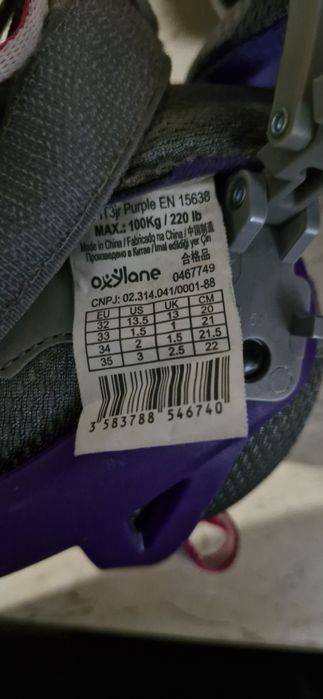 IT3jr Purple EN 15638
MAX.: 100Kg / 220 lb
Made in China / Fabricado na China / 中国制造
Произведено в Китае / Imal edildiği yer Çin
合格品
oxylane 0467749
CNPJ: 02.314.041/0001-88
EU US UK CM
32 13.5 13 20
33 1.5 1 21
34 2 1.5 21.5
35 3 2.5 22
3 583788 546740